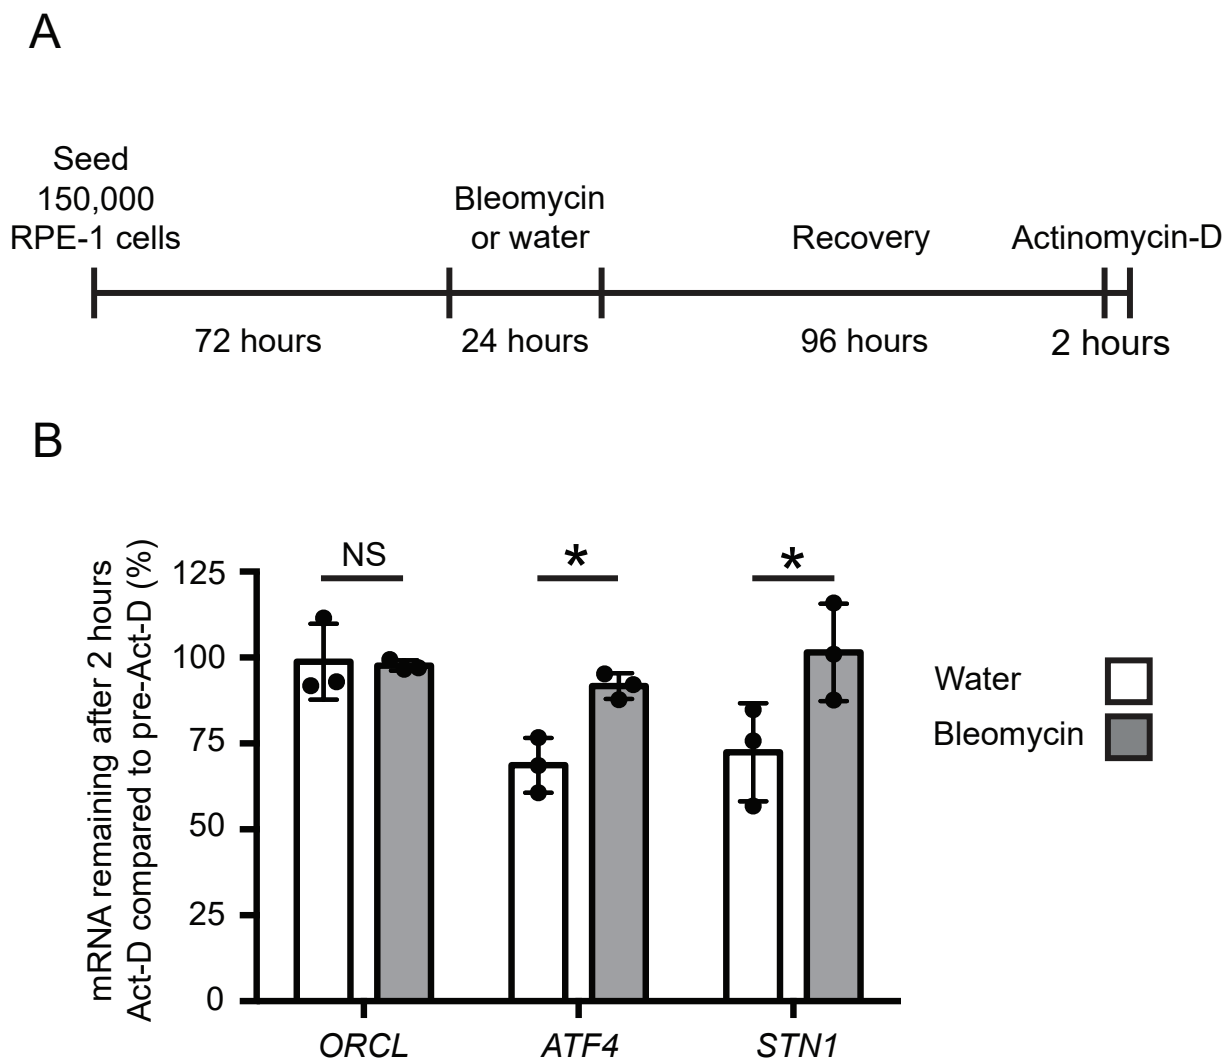 A
Seed
150,000
RPE-1 cells
Bleomycin
or water
Recovery
Actinomycin-D
72 hours
24 hours
96 hours
2 hours
B
mRNA remaining after 2 hours
Act-D compared to pre-Act-D (%)
125
100
75
50
25
0
NS
*
*
ORCL
ATF4
STN1
Water
Bleomycin